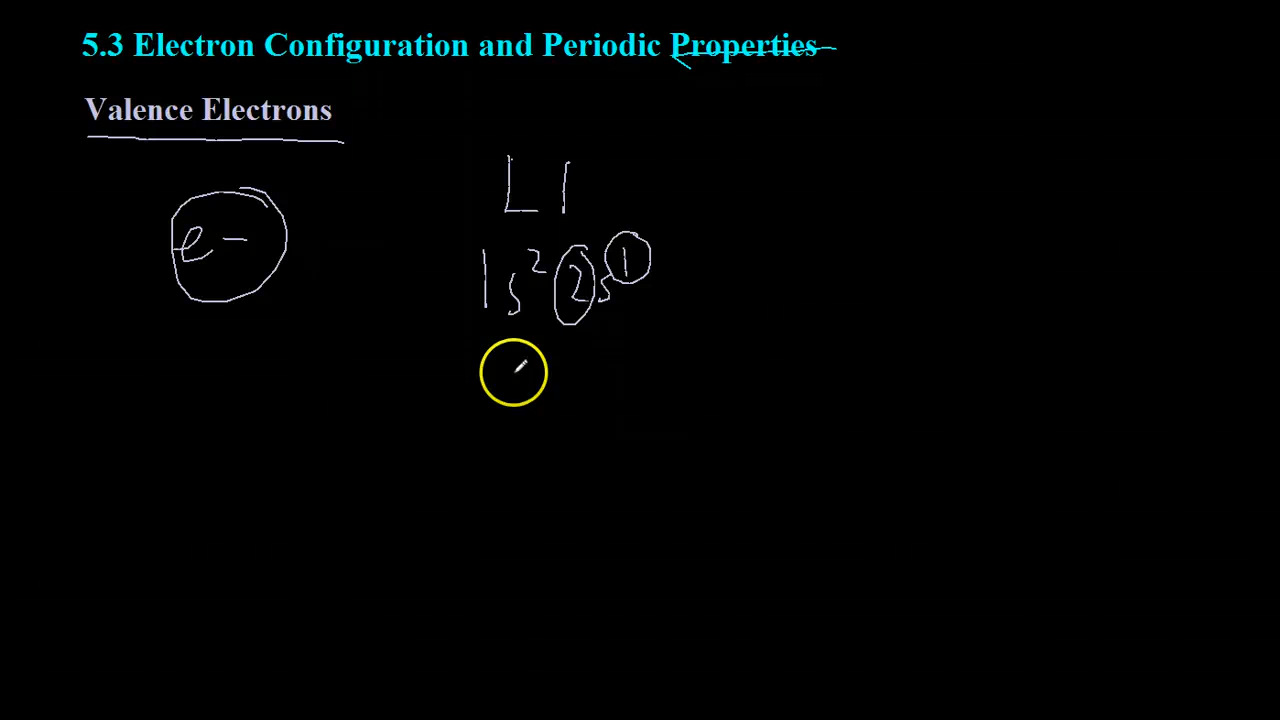 5.3 Electron Configuration and Periodic Properties
Valence Electrons
LI
e-
1s² 2s¹